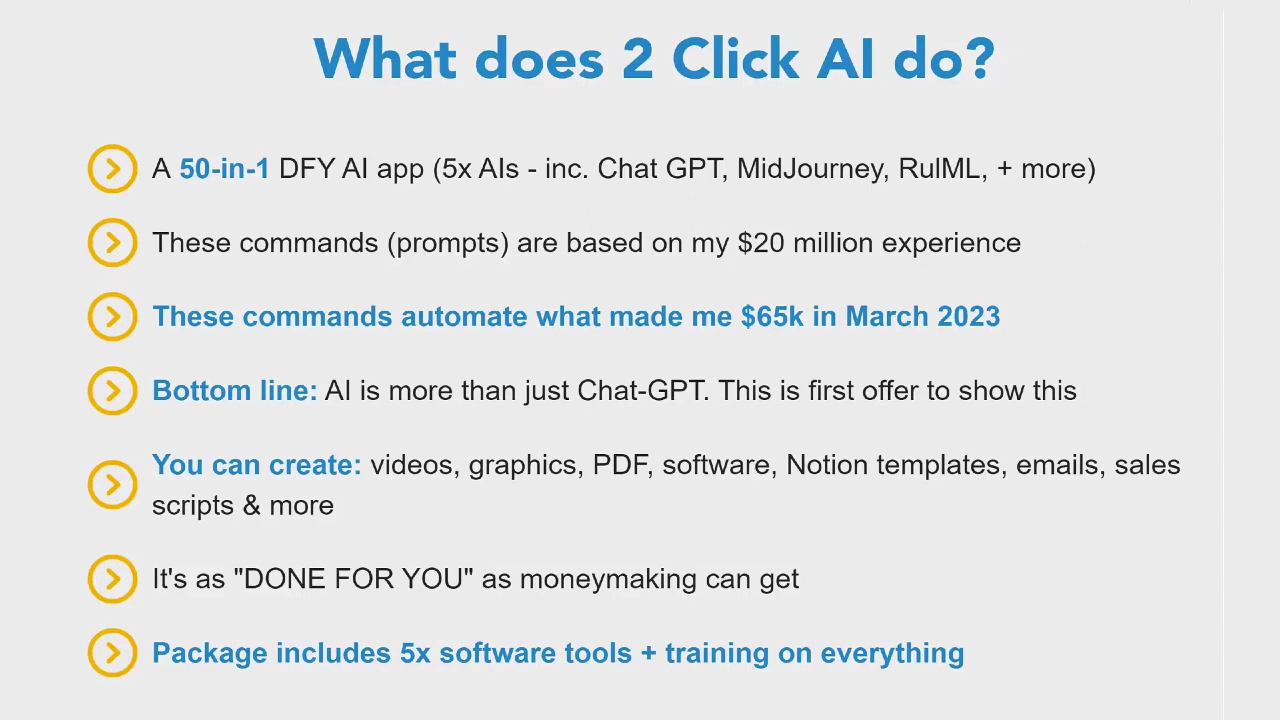 What does 2 Click AI do?
A 50-in-1 DFY AI app (5x AIs - inc. Chat GPT, MidJourney, RulML, + more)
These commands (prompts) are based on my $20 million experience
These commands automate what made me $65k in March 2023
Bottom line: AI is more than just Chat-GPT. This is first offer to show this
You can create: videos, graphics, PDF, software, Notion templates, emails, sales
scripts & more
It's as "DONE FOR YOU" as moneymaking can get
Package includes 5x software tools + training on everything